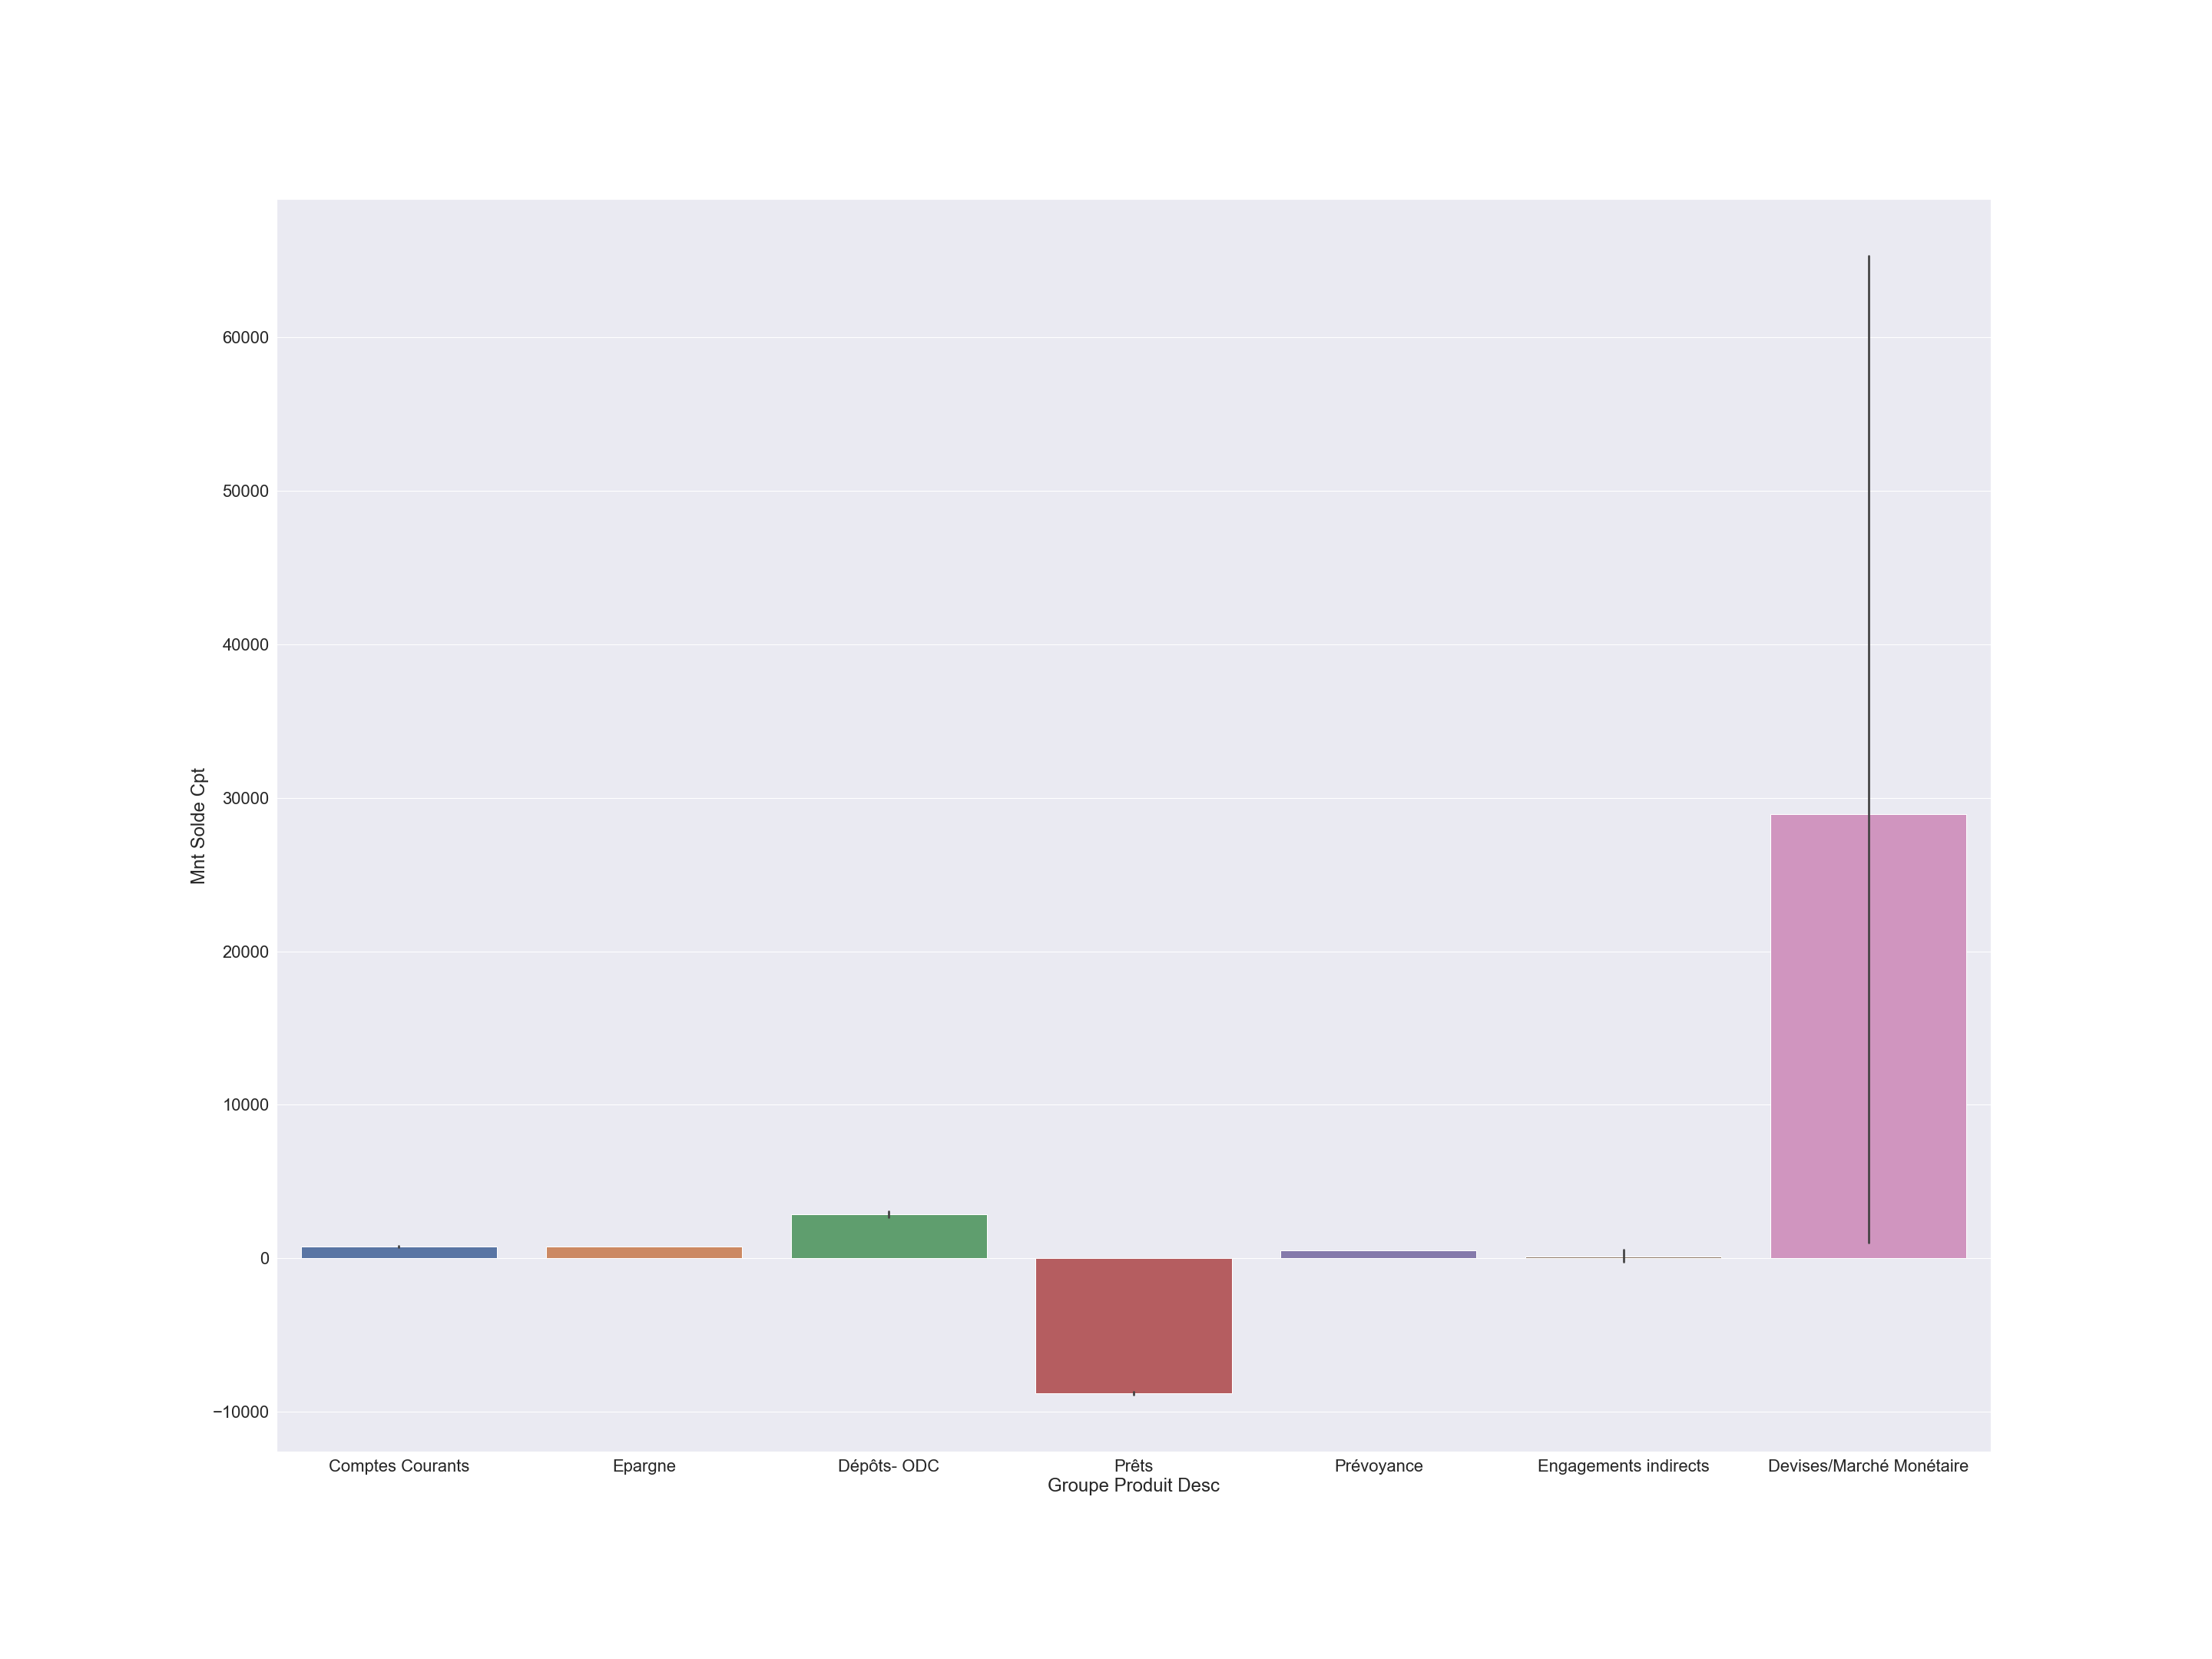 60000
50000
40000
30000
20000
10000
0
−10000
Mnt Solde Cpt
Comptes Courants Epargne Dépôts- ODC Prêts Prévoyance Engagements indirects Devises/Marché Monétaire
Groupe Produit Desc